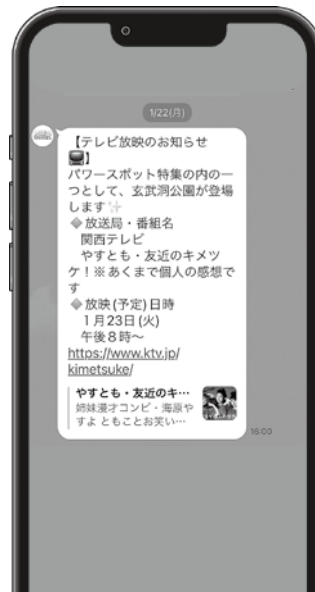 1/22(月)
【テレビ放映のお知らせ
📺】
パワースポット特集の内の一
つとして、玄武洞公園が登場
します✨
◆放送局・番組名
関西テレビ
やすとも・友近のキメツ
ケ！※あくまで個人の感想で
す
◆放映(予定)日時
1月23日(火)
午後8時～
https://www.ktv.jp/
kimetsuke/
やすとも・友近のキ…
姉妹漫才コンビ・海原や
すよ ともことお笑い…
16:00